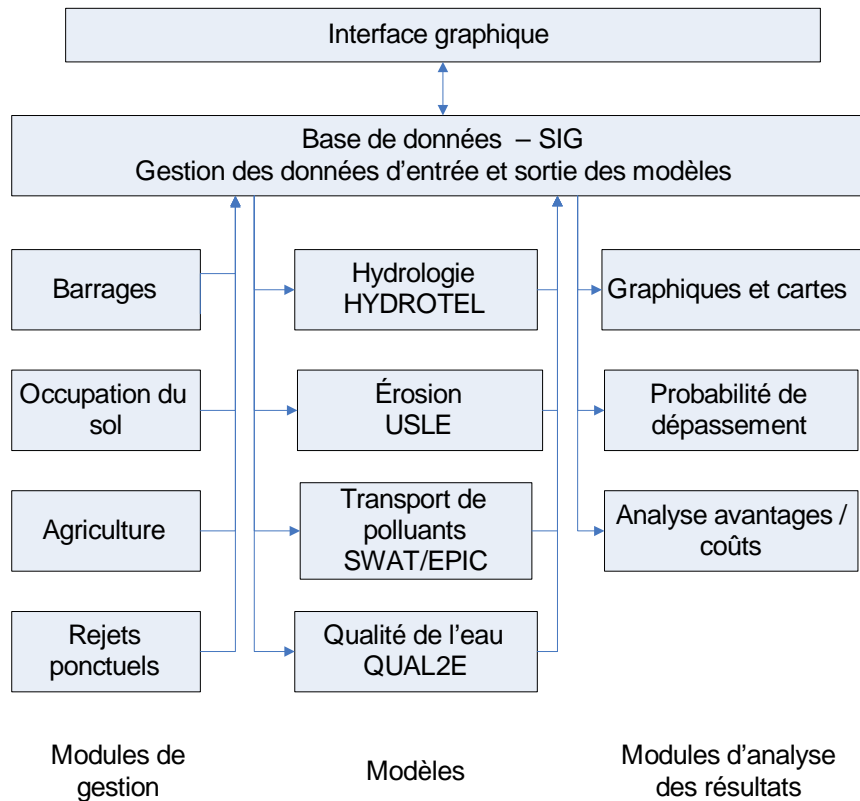 Interface graphique
Base de données – SIG
Gestion des données d'entrée et sortie des modèles
Barrages
Hydrologie
HYDROTEL
Graphiques et cartes
Occupation du
sol
Érosion
USLE
Probabilité de
dépassement
Agriculture
Transport de
polluants
SWAT/EPIC
Analyse avantages /
coûts
Rejets
ponctuels
Qualité de l'eau
QUAL2E
Modules de
gestion
Modèles
Modules d'analyse
des résultats